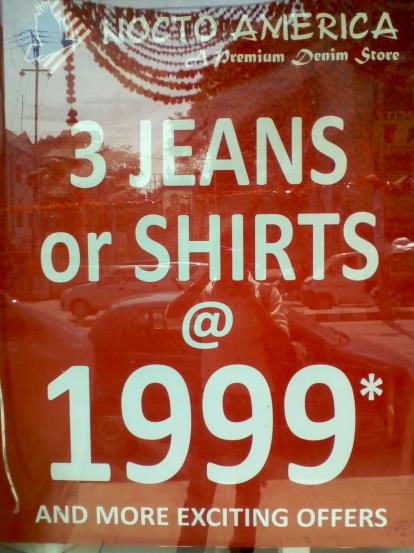 NOCTO AMERICA
A Premium Denim Store
3 JEANS
or SHIRTS
@
1999*
AND MORE EXCITING OFFERS